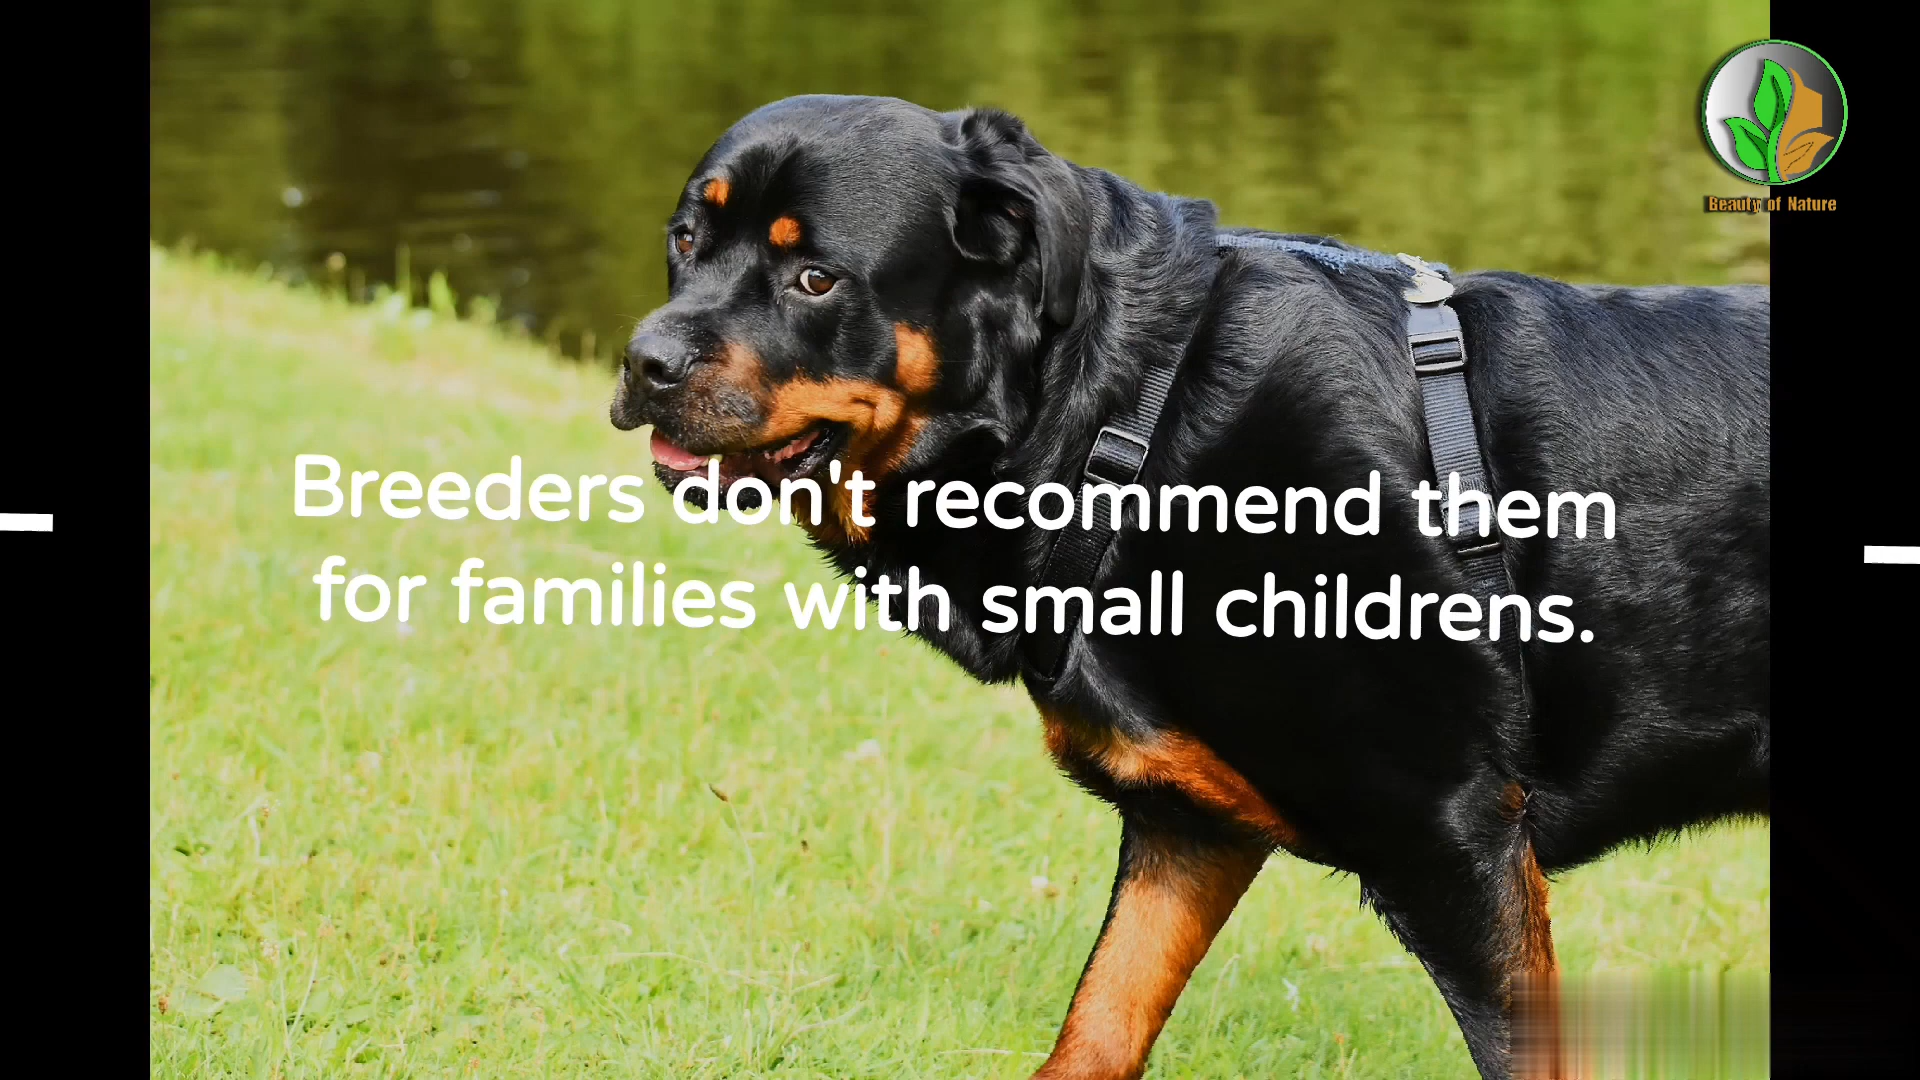 Beauty of Nature
Breeders don't recommend them
for families with small childrens.